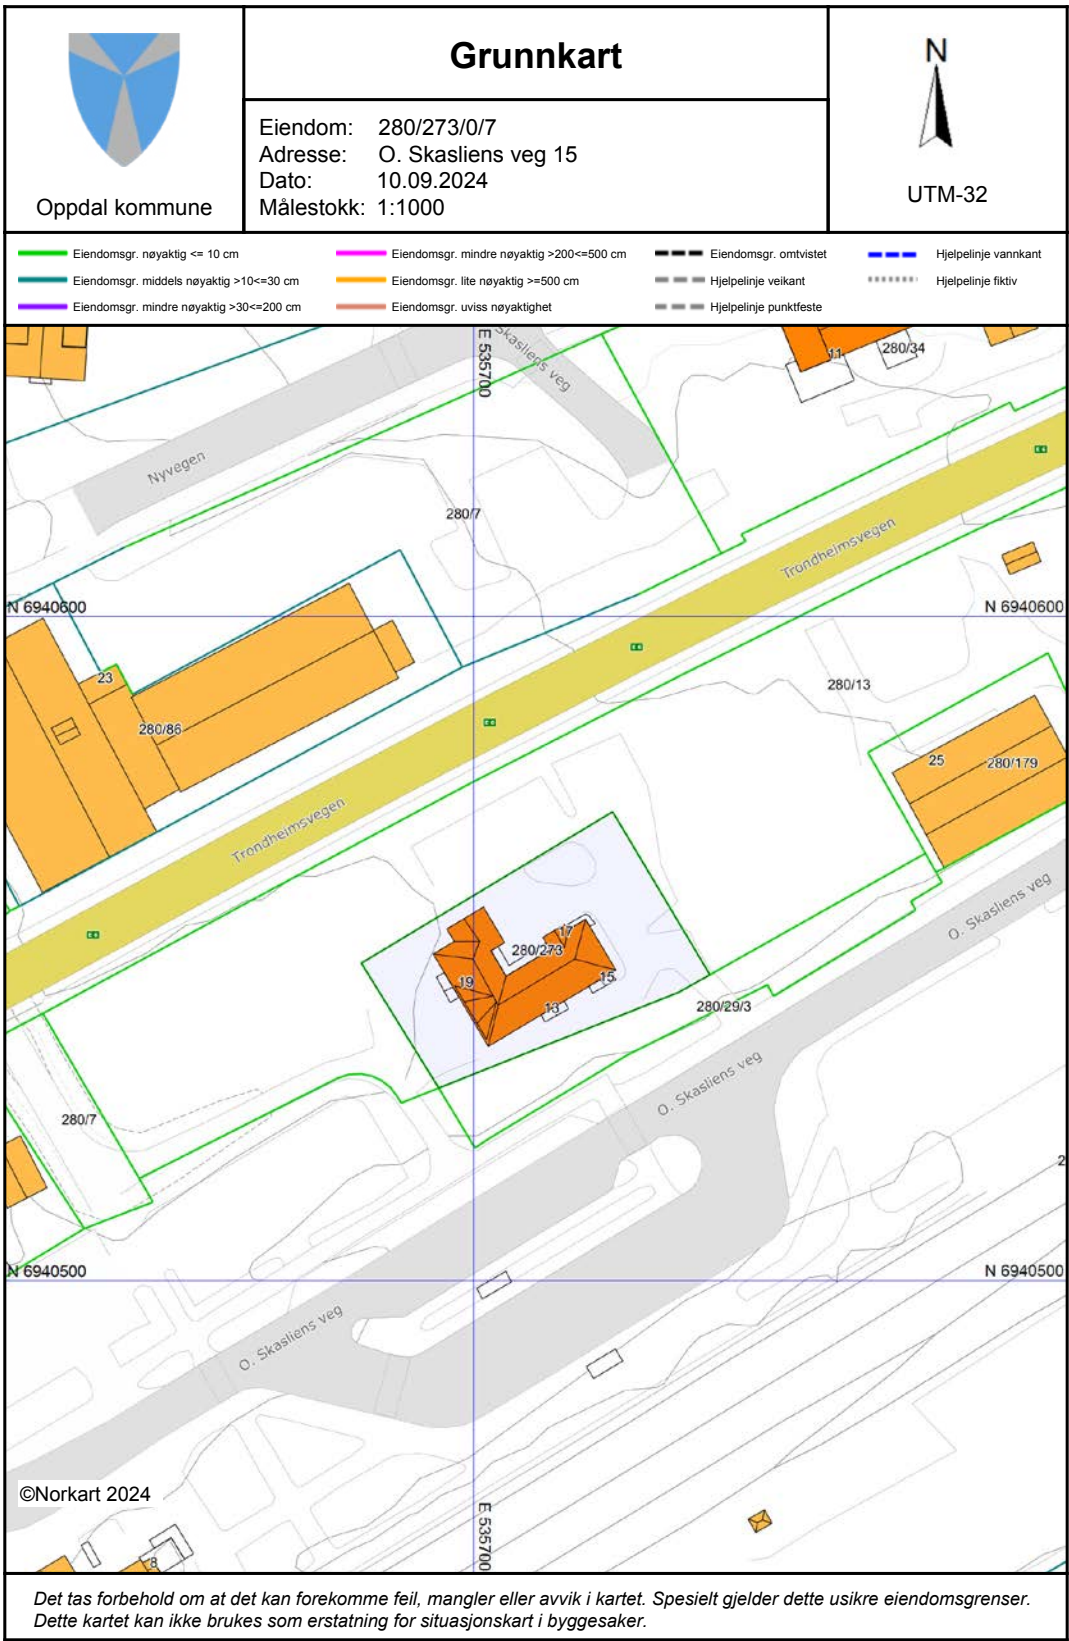 Oppdal kommune
Grunnkart
Eiendom: 280/273/0/7
Adresse: O. Skasliens veg 15
Dato: 10.09.2024
Målestokk: 1:1000
N
UTM-32
Eiendomsgr. nøyaktig <= 10 cm
Eiendomsgr. middels nøyaktig >10<=30 cm
Eiendomsgr. mindre nøyaktig >30<=200 cm
Eiendomsgr. mindre nøyaktig >200<=500 cm
Eiendomsgr. lite nøyaktig >=500 cm
Eiendomsgr. uviss nøyaktighet
Eiendomsgr. omtvistet
Hjelpelinje veikant
Hjelpelinje punktfeste
Hjelpelinje vannkant
Hjelpelinje fiktiv
E 535700
Skasliens veg
11
280/34
Nyvegen
E 6
280/7
Trondheimsvegen
N 6940600
N 6940600
E 6
23
280/13
280/86
E 6
25
280/179
Trondheimsvegen
O. Skasliens veg
E 6
17
280/273
19
15
13
280/29/3
O. Skasliens veg
280/7
2
N 6940500
N 6940500
O. Skasliens veg
©Norkart 2024
E 535700
8
Det tas forbehold om at det kan forekomme feil, mangler eller avvik i kartet. Spesielt gjelder dette usikre eiendomsgrenser.
Dette kartet kan ikke brukes som erstatning for situasjonskart i byggesaker.